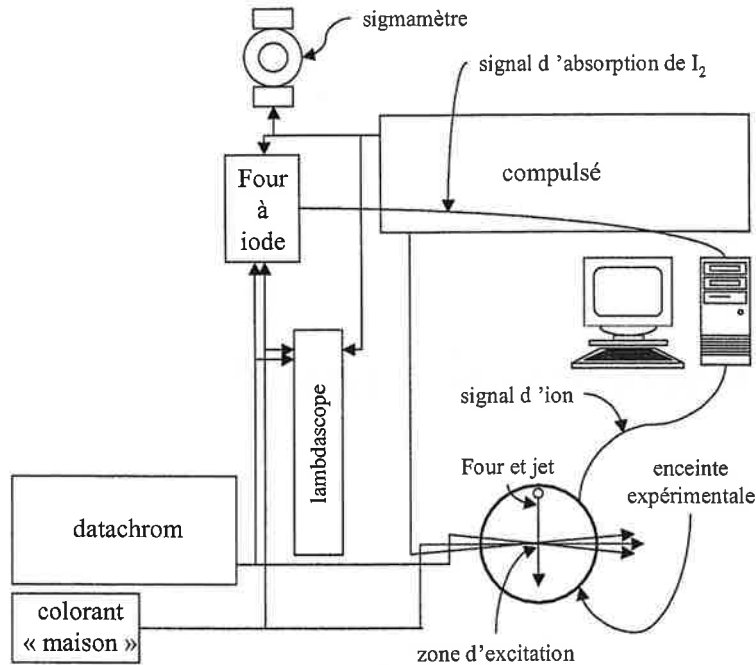 sigmamètre
signal d ’absorption de I₂
compulsé
Four
à
iode
lambdascope
signal d ’ion
Four et jet
enceinte
expérimentale
datachrom
colorant
« maison »
zone d'excitation